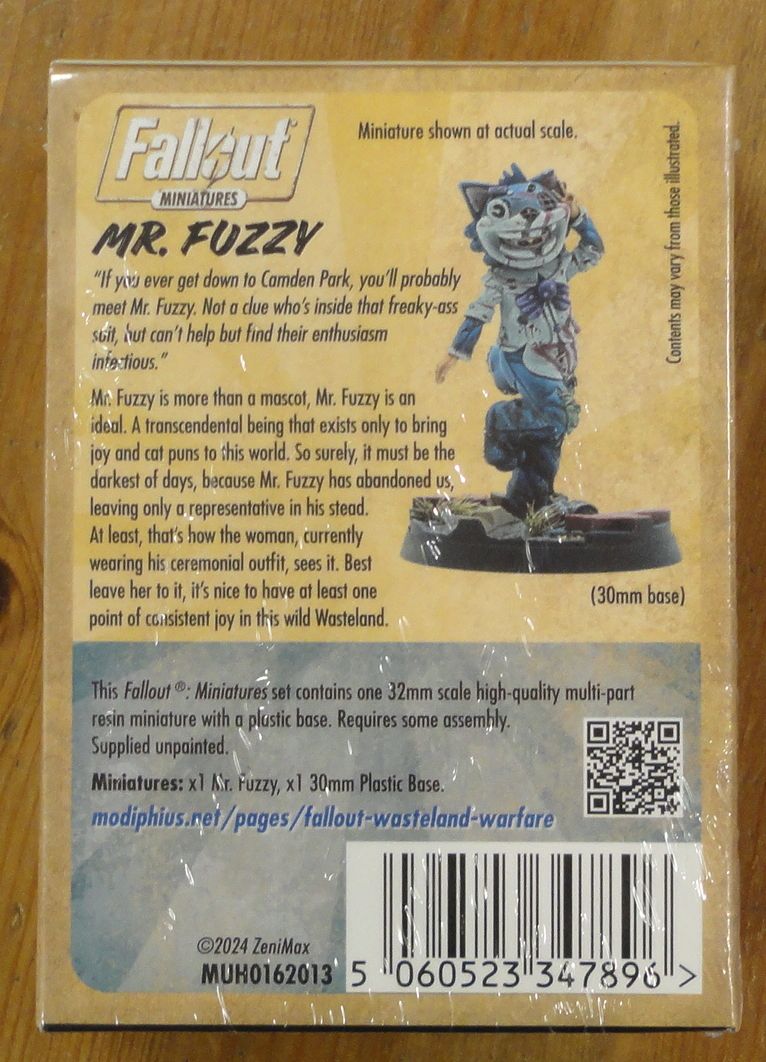 Fallout®
MINIATURES
Miniature shown at actual scale.
Contents may vary from those illustrated.
MR. FUZZY
"If you ever get down to Camden Park, you'll probably
meet Mr. Fuzzy. Not a clue who's inside that freaky-ass
suit, but can't help but find their enthusiasm
infectious."
Mr. Fuzzy is more than a mascot, Mr. Fuzzy is an
ideal. A transcendental being that exists only to bring
joy and cat puns to this world. So surely, it must be the
darkest of days, because Mr. Fuzzy has abandoned us,
leaving only a representative in his stead.
At least, that's how the woman, currently
wearing his ceremonial outfit, sees it. Best
leave her to it, it's nice to have at least one
point of consistent joy in this wild Wasteland.
(30mm base)
This Fallout ®: Miniatures set contains one 32mm scale high-quality multi-part
resin miniature with a plastic base. Requires some assembly.
Supplied unpainted.
Miniatures: x1 Mr. Fuzzy, x1 30mm Plastic Base.
modiphius.net/pages/fallout-wasteland-warfare
©2024 ZeniMax
MUH0162013
5 060523 347896 >